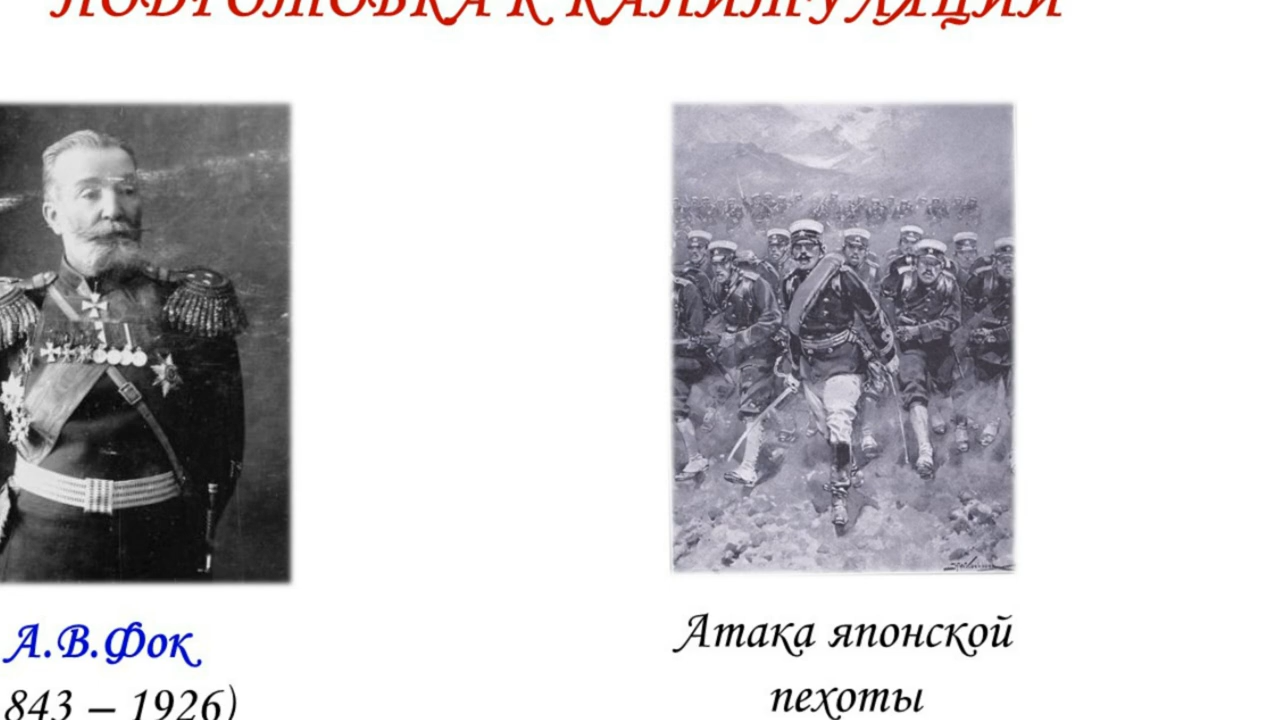 ПОДГОТОВКА К КАПИТУЛЯЦИИ
А.В.Фок
843 – 1926)
Атака японской
пехоты